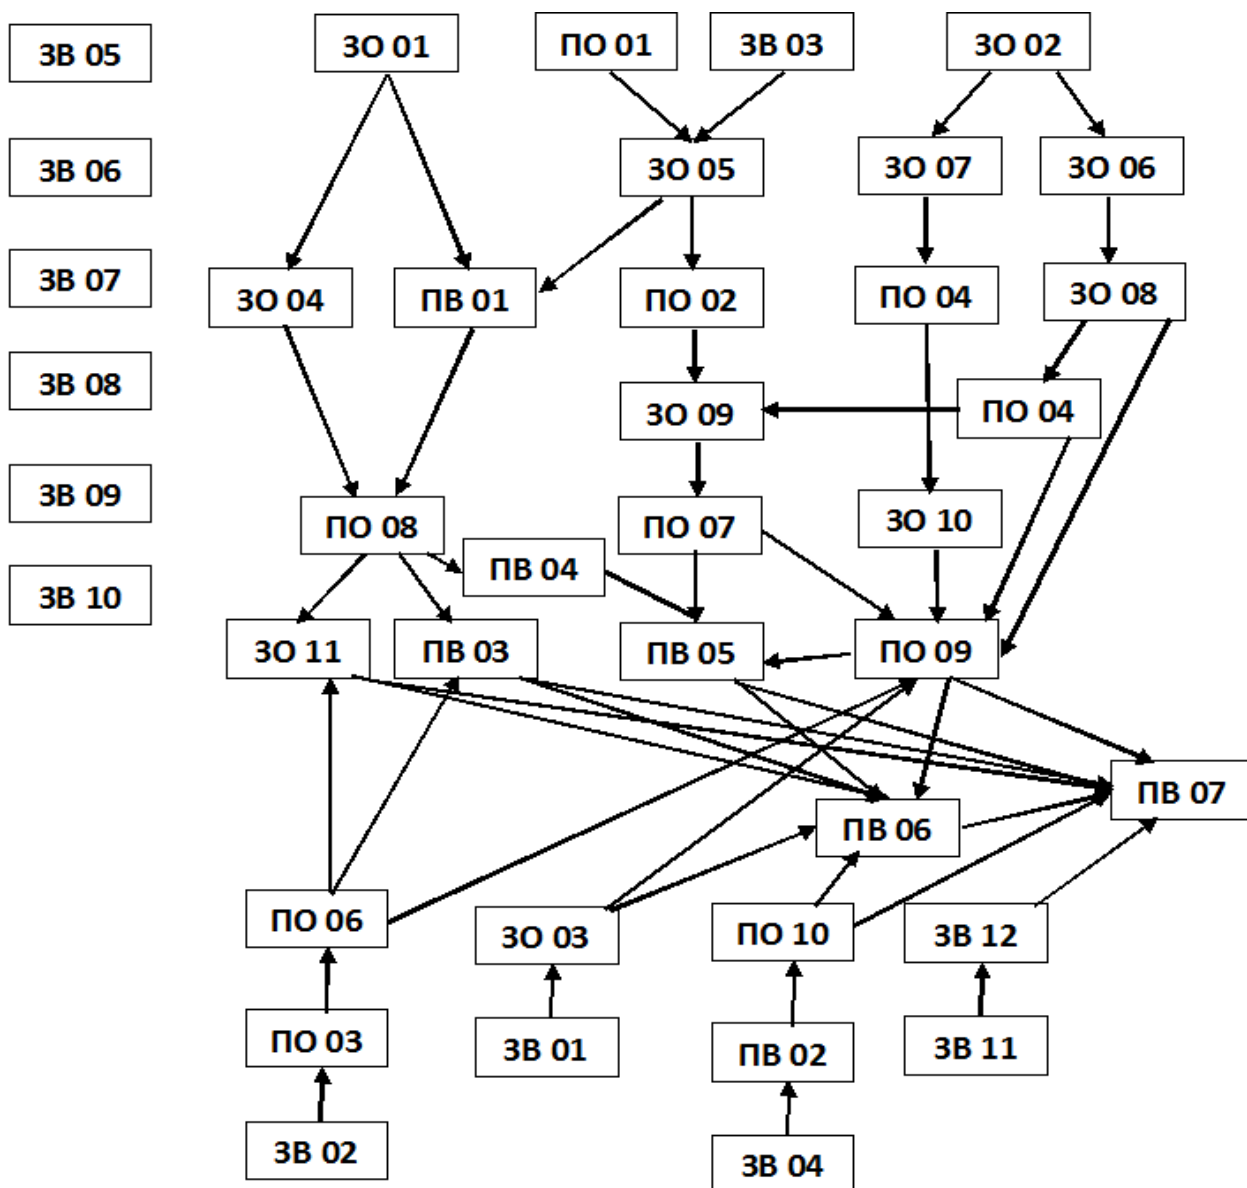 ЗВ 05
ЗО 01
ПО 01
ЗВ 03
ЗО 02
ЗВ 06
ЗО 05
ЗО 07
ЗО 06
ЗВ 07
ЗО 04
ПВ 01
ПО 02
ПО 04
ЗО 08
ЗВ 08
ЗО 09
ПО 04
ЗВ 09
ПО 08
ПО 07
ЗО 10
ЗВ 10
ПВ 04
ЗО 11
ПВ 03
ПВ 05
ПО 09
ПВ 07
ПВ 06
ПО 06
ЗО 03
ПО 10
ЗВ 12
ПО 03
ЗВ 01
ПВ 02
ЗВ 11
ЗВ 02
ЗВ 04